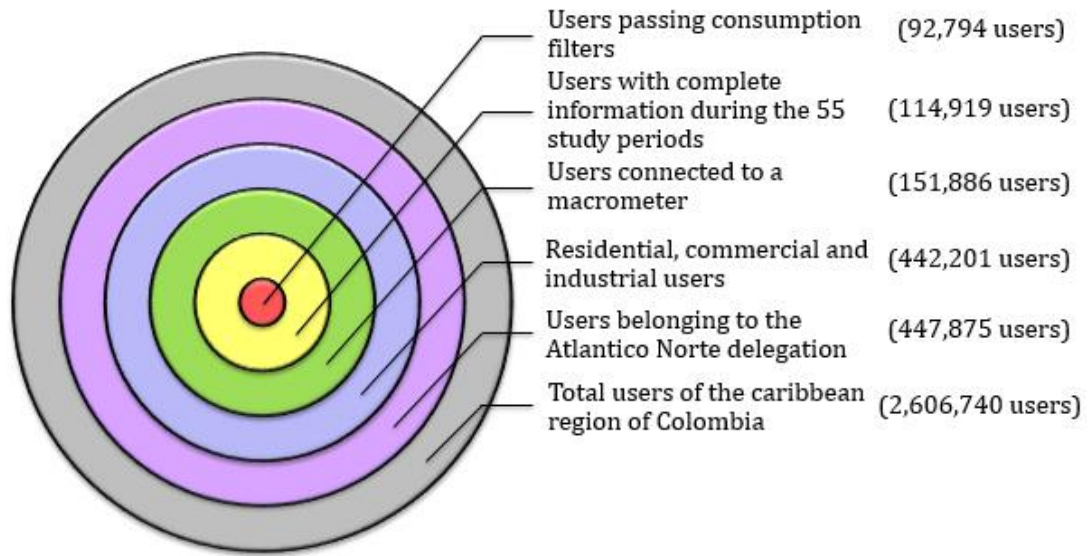 Users passing consumption
filters
(92,794 users)
Users with complete
information during the 55
study periods
(114,919 users)
Users connected to a
macrometer
(151,886 users)
Residential, commercial and
industrial users
(442,201 users)
Users belonging to the
Atlantico Norte delegation
(447,875 users)
Total users of the caribbean
region of Colombia
(2,606,740 users)